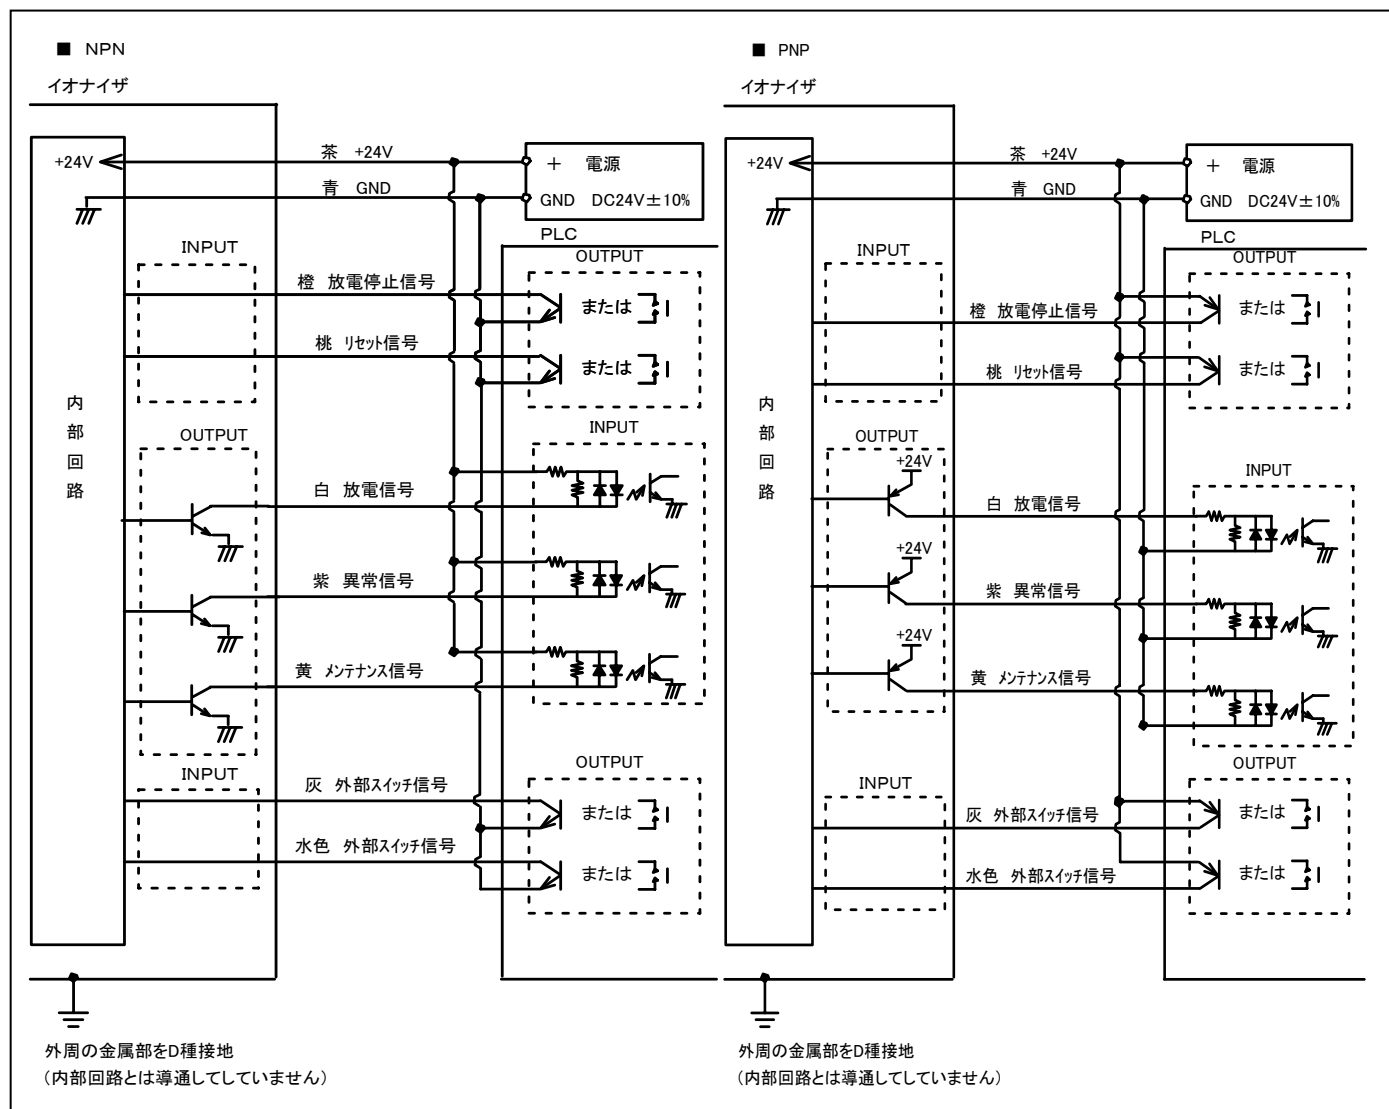 ■ NPN
イオナイザ
+24V
茶 +24V
+ 電源
青 GND
GND DC24V±10%
PLC
INPUT
OUTPUT
橙 放電停止信号
または
桃 リセット信号
または
内部回路
OUTPUT
INPUT
白 放電信号
紫 異常信号
黄 メンテナンス信号
INPUT
OUTPUT
灰 外部スイッチ信号
または
水色 外部スイッチ信号
または
外周の金属部をD種接地
(内部回路とは導通してしていません)
■ PNP
イオナイザ
+24V
茶 +24V
+ 電源
青 GND
GND DC24V±10%
PLC
INPUT
OUTPUT
橙 放電停止信号
または
桃 リセット信号
または
内部回路
OUTPUT
+24V
INPUT
白 放電信号
+24V
紫 異常信号
+24V
黄 メンテナンス信号
INPUT
OUTPUT
灰 外部スイッチ信号
または
水色 外部スイッチ信号
または
外周の金属部をD種接地
(内部回路とは導通してしていません)